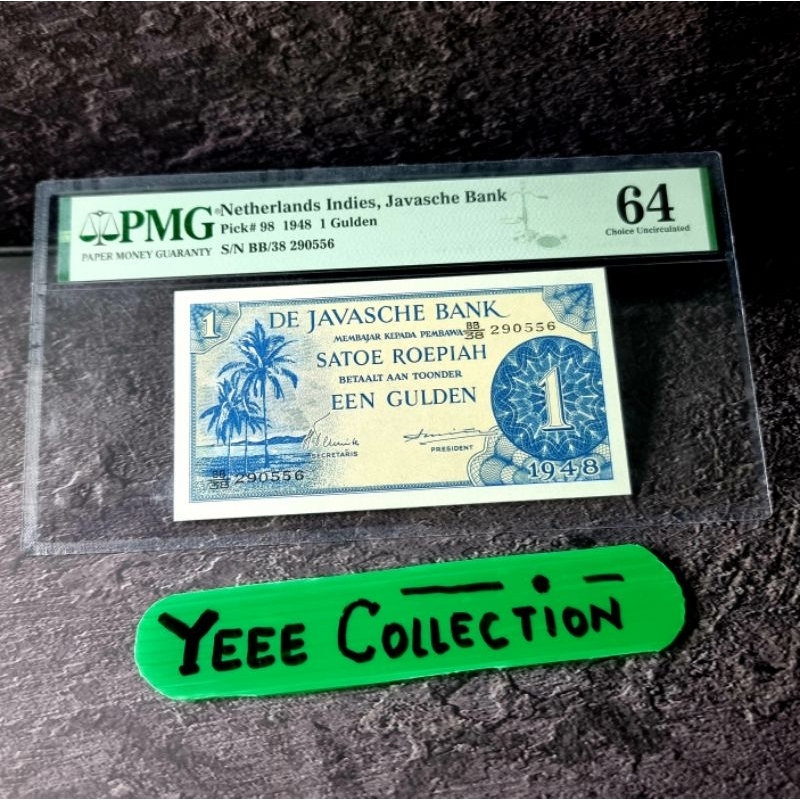 PMG
PAPER MONEY GUARANTY
Netherlands Indies, Javasche Bank
Pick# 98 1948 1 Gulden
S/N BB/38 290556
64
Choice Uncirculated
1
DE JAVASCHE BANK
MEMBAJAR KEPADA PEMBAWA
BB/38 290556
SATOE ROEPIAH
BETAALT AAN TOONDER
EEN GULDEN
1
SECRETARIS
PRESIDENT
BB/38 290556
1948
YEEE COLLECTION